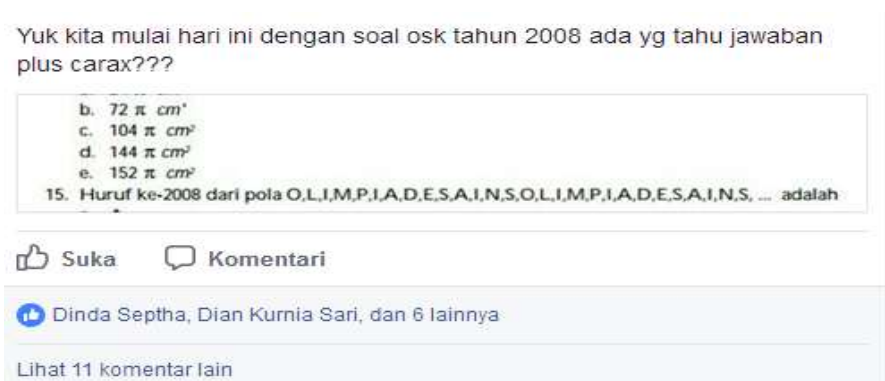 Yuk kita mulai hari ini dengan soal osk tahun 2008 ada yg tahu jawaban
plus carax???
b. 72 π cm²
c. 104 π cm²
d. 144 π cm²
e. 152 π cm²
15. Huruf ke-2008 dari pola O,L,I,M,P,I,A,D,E,S,A,I,N,S,O,L,I,M,P,I,A,D,E,S,A,I,N,S, ... adalah
Suka Komentari
Dinda Septha, Dian Kurnia Sari, dan 6 lainnya
Lihat 11 komentar lain